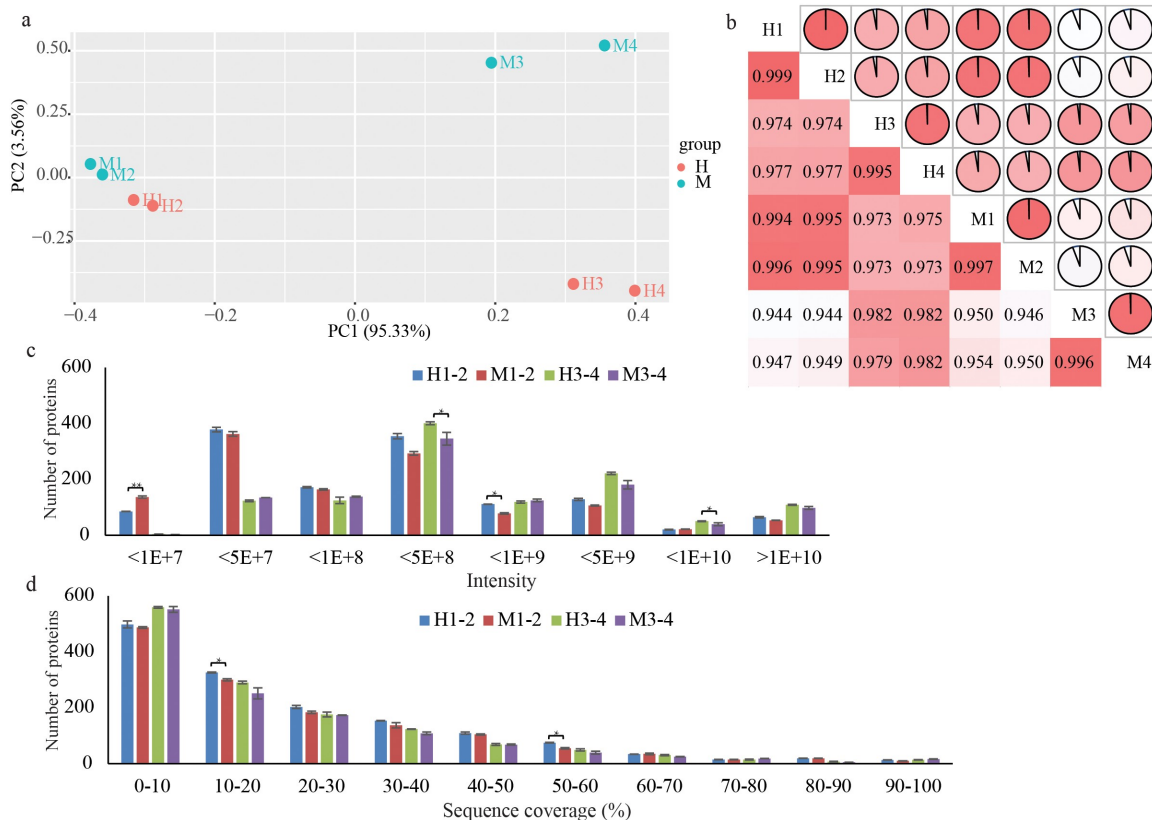 a
PC2 (3.56%)
0.50
0.25
0.00
−0.25
M1
M2
H1
H2
M3
M4
H3
H4
−0.4
−0.2
0.0
0.2
0.4
PC1 (95.33%)
group
H
M
b
H1
0.999 H2
0.974 0.974 H3
0.977 0.977 0.995 H4
0.994 0.995 0.973 0.975 M1
0.996 0.995 0.973 0.973 0.997 M2
0.944 0.944 0.982 0.982 0.950 0.946 M3
0.947 0.949 0.979 0.982 0.954 0.950 0.996 M4
c
Number of proteins
600
400
200
0
H1-2 M1-2 H3-4 M3-4
**
*
*
*
<1E+7 <5E+7 <1E+8 <5E+8 <1E+9 <5E+9 <1E+10 >1E+10
Intensity
d
Number of proteins
600
400
200
0
H1-2 M1-2 H3-4 M3-4
*
*
0-10 10-20 20-30 30-40 40-50 50-60 60-70 70-80 80-90 90-100
Sequence coverage (%)